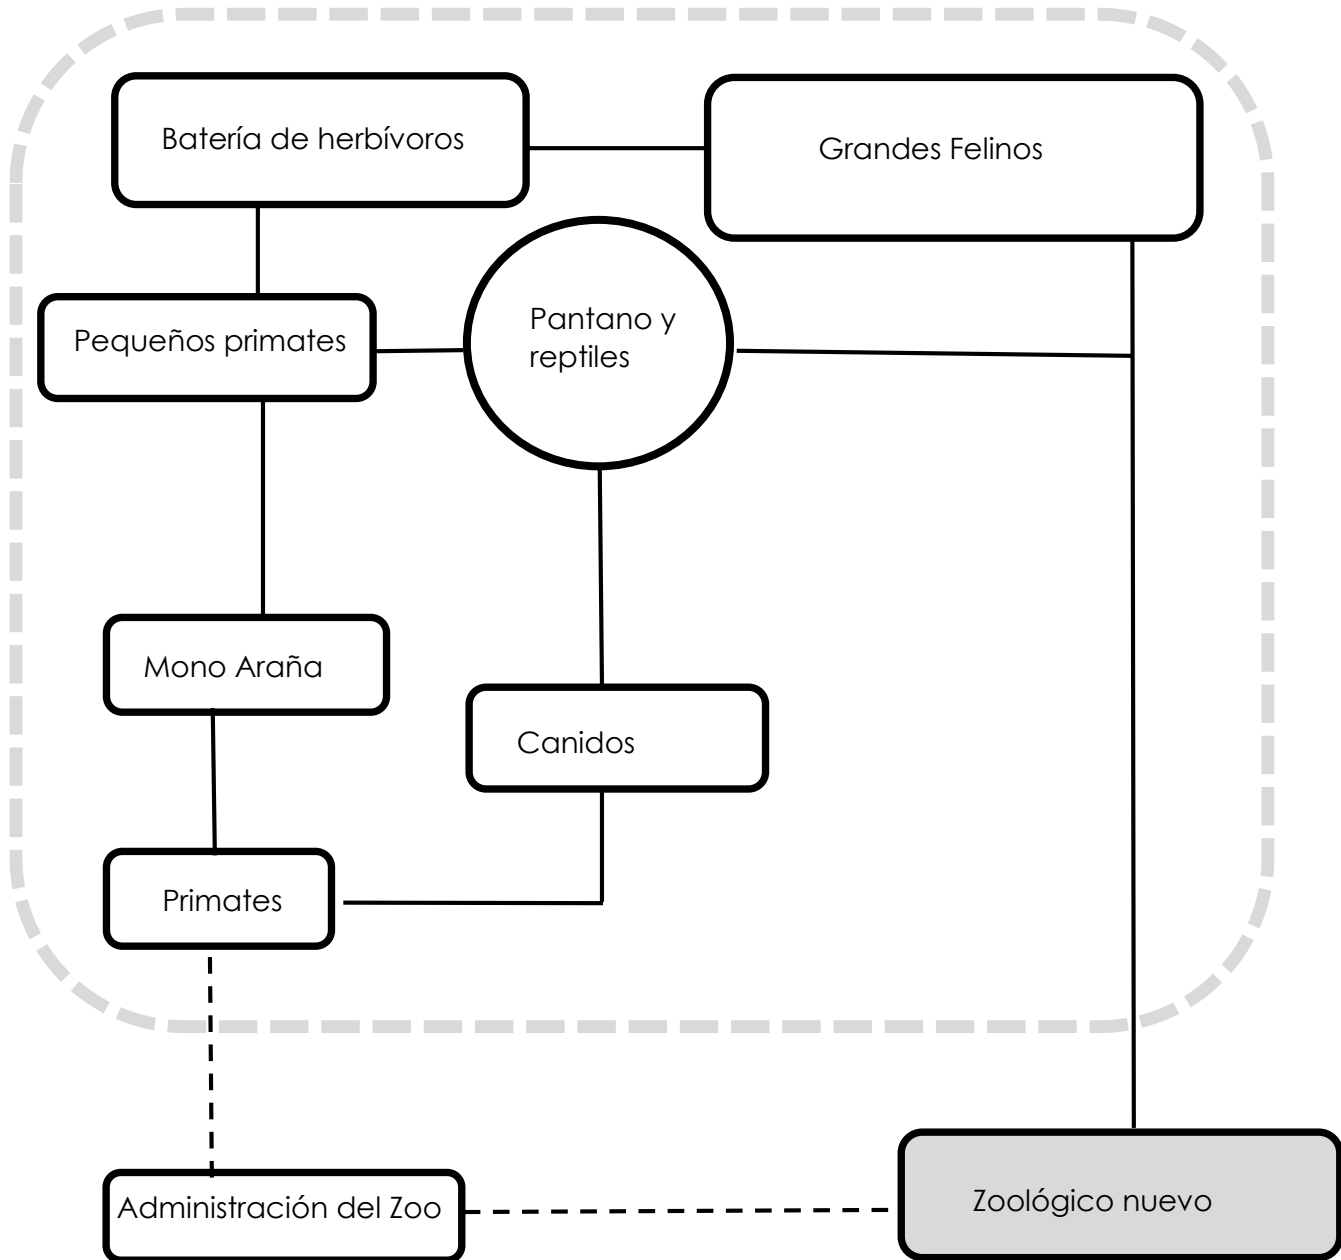 Batería de herbívoros
Grandes Felinos
Pantano y
reptiles
Pequeños primates
Mono Araña
Canidos
Primates
Administración del Zoo
Zoológico nuevo